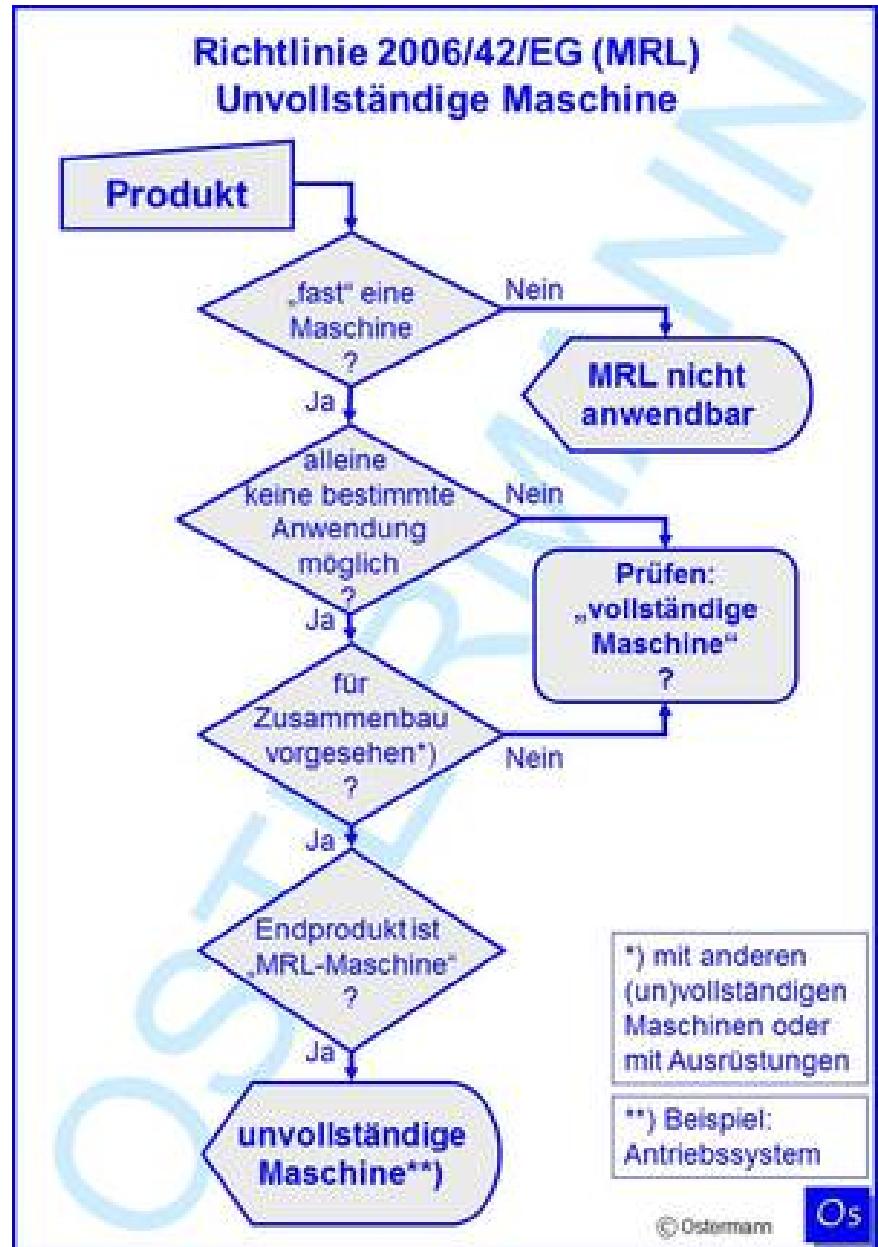 Richtlinie 2006/42/EG (MRL)
Unvollständige Maschine
Produkt
„fast“ eine
Maschine
?
Nein
MRL nicht
anwendbar
Ja
alleine
keine bestimmte
Anwendung
möglich
?
Nein
Prüfen:
„vollständige
Maschine“
?
Ja
für
Zusammenbau
vorgesehen*)
?
Nein
Ja
Endprodukt ist
„MRL-Maschine“
?
*) mit anderen
(un)vollständigen
Maschinen oder
mit Ausrüstungen
Ja
unvollständige
Maschine**)
**) Beispiel:
Antriebssystem
© Ostermann
Os
OSTERMANN